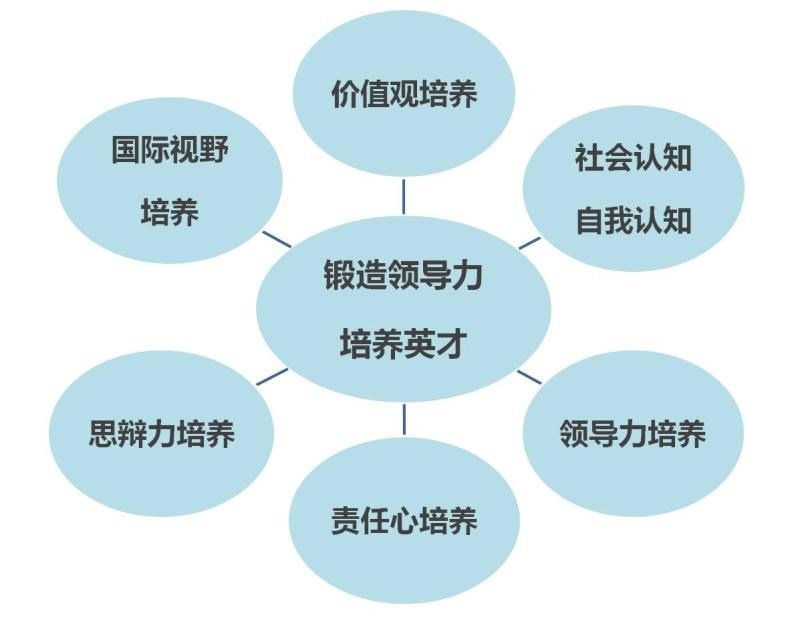 价值观培养
国际视野
培养
社会认知
自我认知
锻造领导力
培养英才
思辩力培养
领导力培养
责任心培养